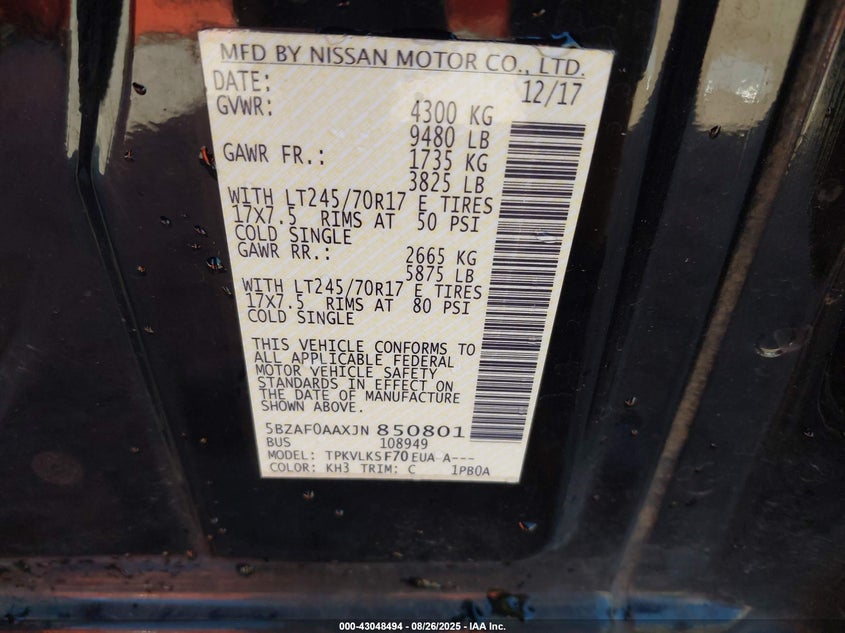 MFD BY NISSAN MOTOR CO., LTD.
DATE: 12/17
GVWR: 4300 KG
9480 LB
GAWR FR.: 1735 KG
3825 LB
WITH LT245/70R17 E TIRES
17X7.5 RIMS AT 50 PSI
COLD SINGLE
GAWR RR.: 2665 KG
5875 LB
WITH LT245/70R17 E TIRES
17X7.5 RIMS AT 80 PSI
COLD SINGLE
THIS VEHICLE CONFORMS TO
ALL APPLICABLE FEDERAL
MOTOR VEHICLE SAFETY
STANDARDS IN EFFECT ON
THE DATE OF MANUFACTURE
SHOWN ABOVE.
5BZAF0AAXJN 850801
BUS 108949
MODEL: TPKVLKSF70EUA A---
COLOR: KH3 TRIM: C 1PB0A
000-43048494 - 08/26/2025 - IAA Inc.